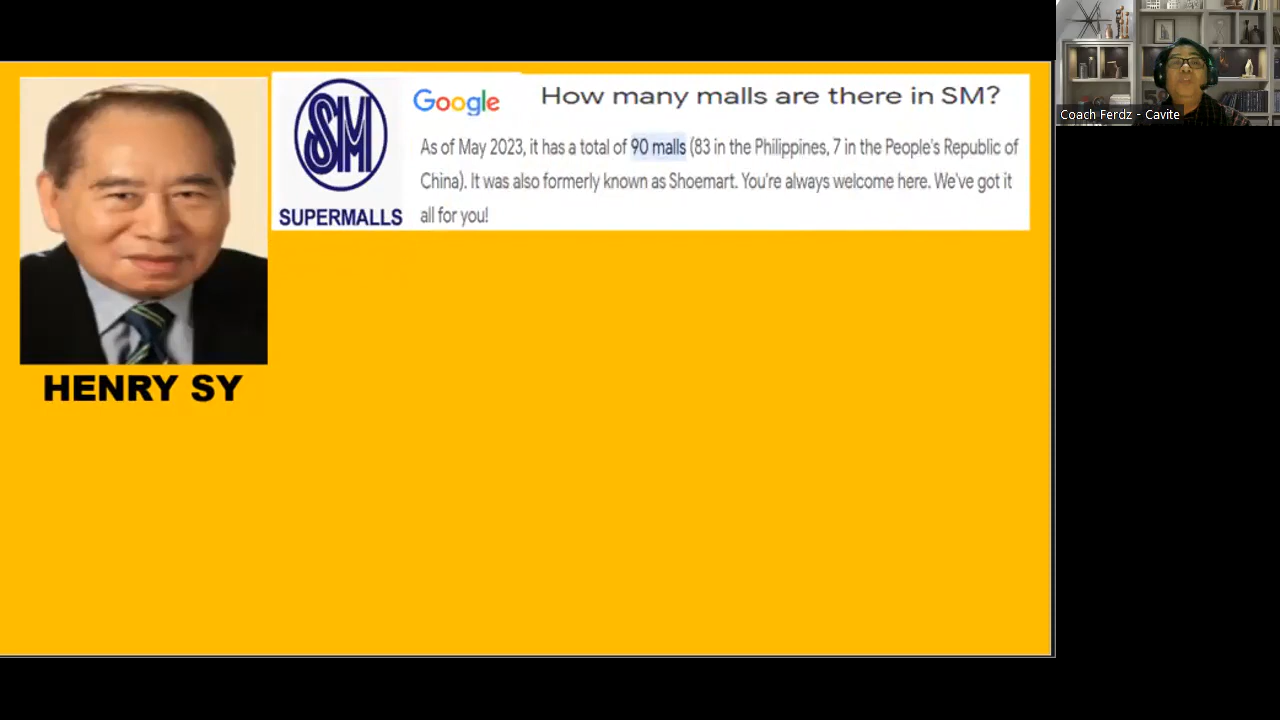 SM
SUPERMALLS
Google
How many malls are there in SM?
As of May 2023, it has a total of 90 malls (83 in the Philippines, 7 in the People's Republic of
China). It was also formerly known as Shoemart. You're always welcome here. We've got it
all for you!
HENRY SY
Coach Ferdz - Cavite